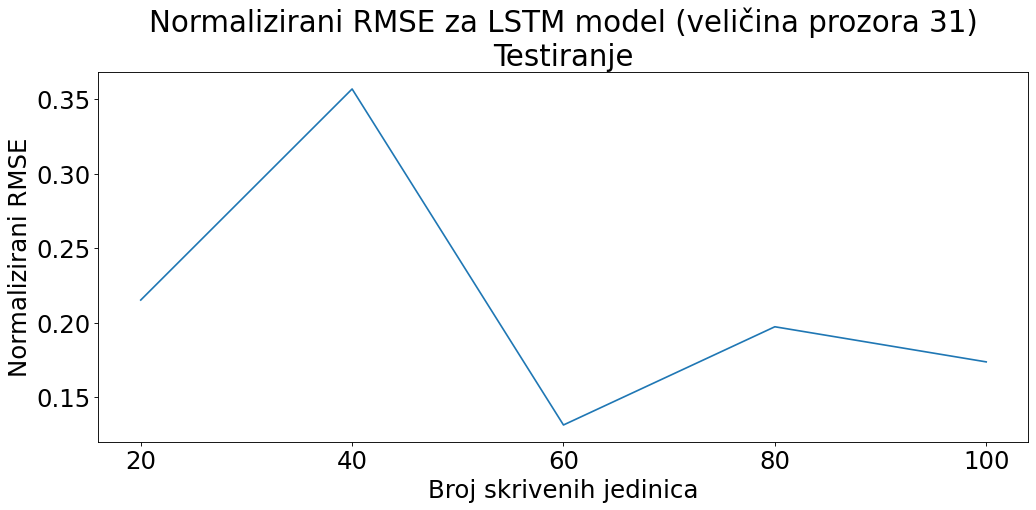 Normalizirani RMSE za LSTM model (veličina prozora 31)
Testiranje
Normalizirani RMSE
0.35
0.30
0.25
0.20
0.15
20 40 60 80 100
Broj skrivenih jedinica